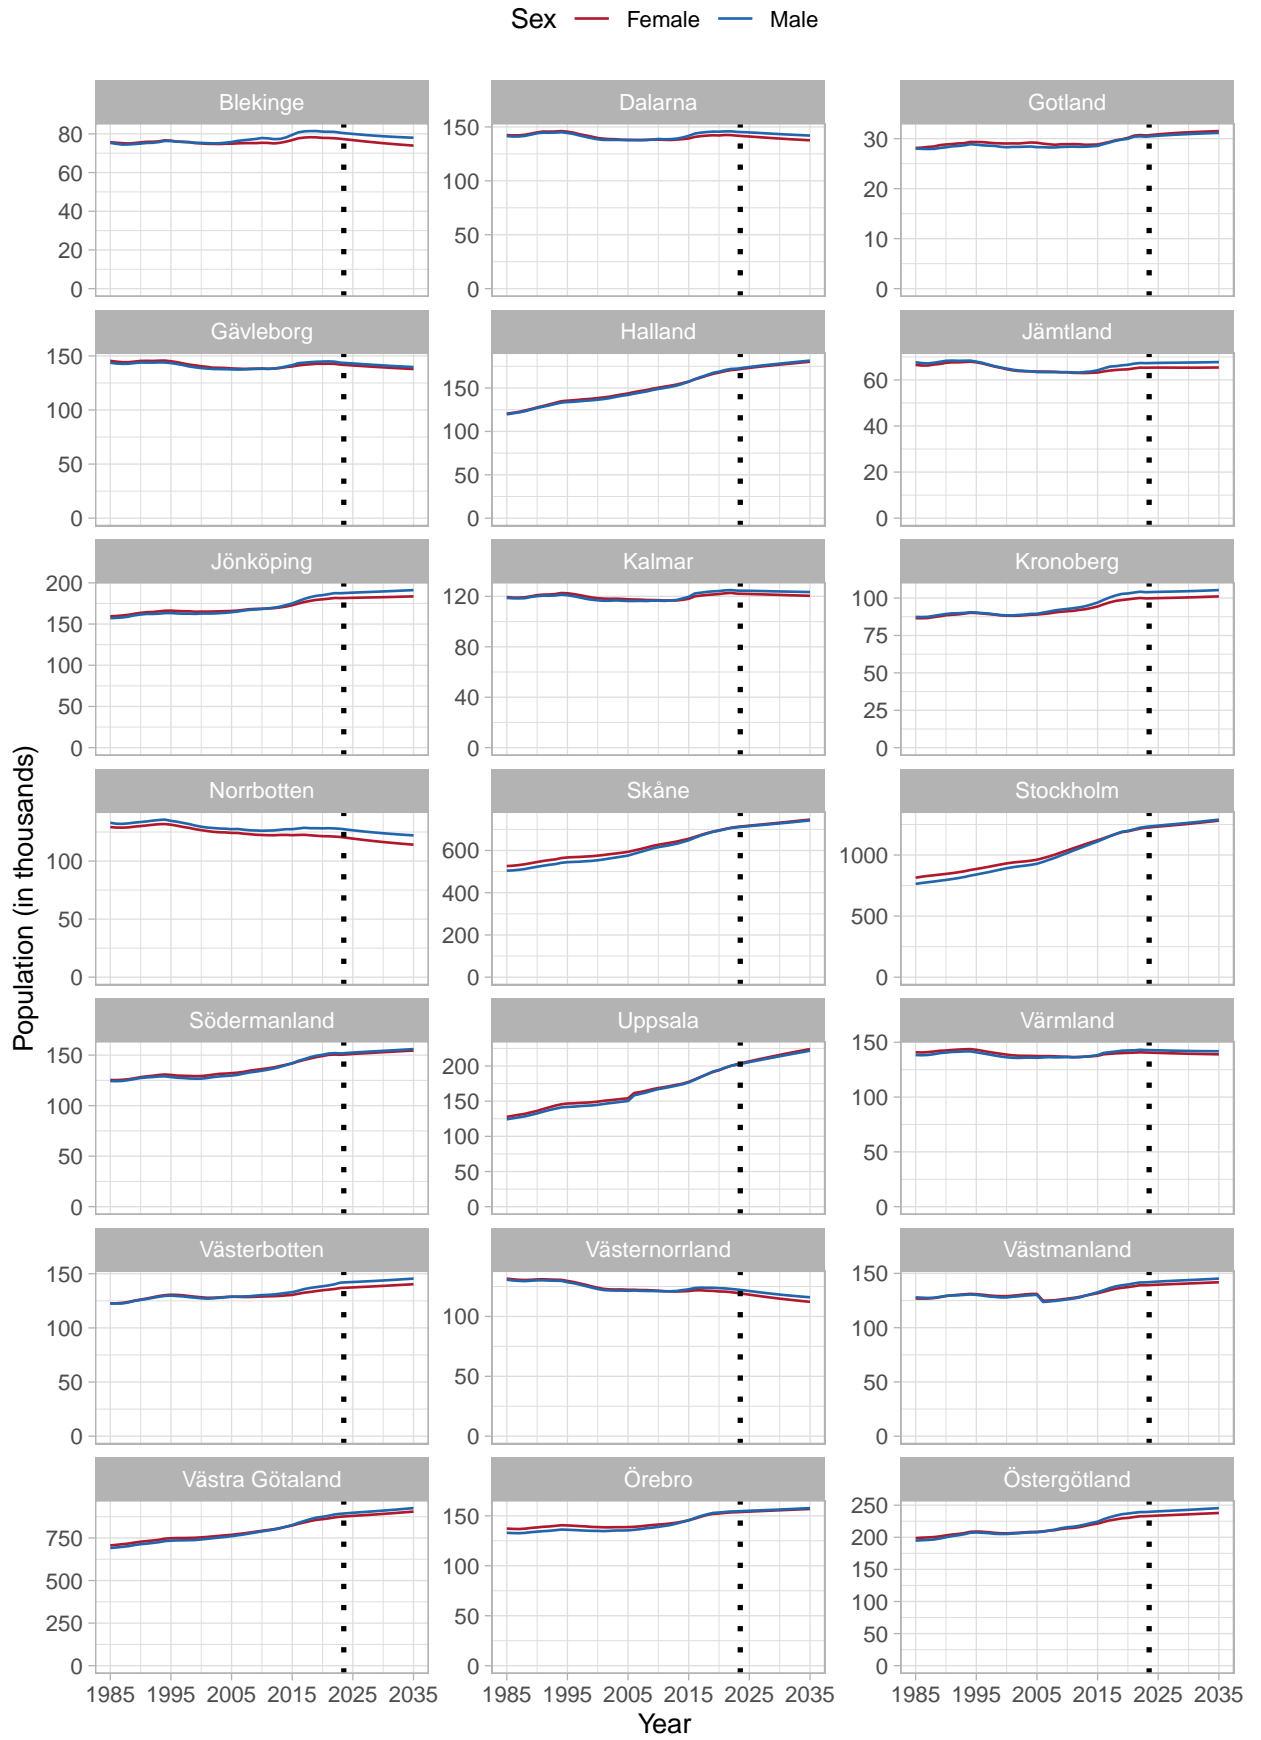 Sex Female Male
Blekinge Dalarna Gotland
80 60 40 20 0
150 100 50 0
30 20 10 0
Gävleborg Halland Jämtland
150 100 50 0
150 100 50 0
60 40 20 0
Jönköping Kalmar Kronoberg
200 150 100 50 0
120 80 40 0
100 75 50 25 0
Norrbotten Skåne Stockholm
100 50 0
600 400 200 0
1000 500 0
Södermanland Uppsala Värmland
150 100 50 0
200 150 100 50 0
150 100 50 0
Västerbotten Västernorrland Västmanland
150 100 50 0
100 50 0
150 100 50 0
Västra Götaland Örebro Östergötland
750 500 250 0
150 100 50 0
250 200 150 100 50 0
1985 1995 2005 2015 2025 2035 1985 1995 2005 2015 2025 2035 1985 1995 2005 2015 2025 2035
Year
Population (in thousands)